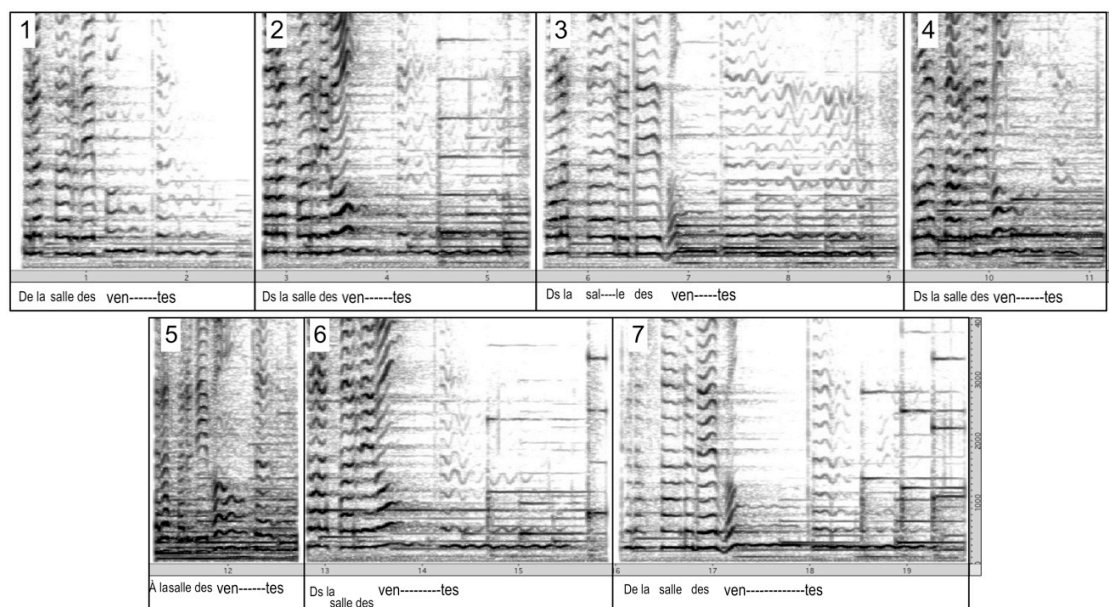 1 2 3 4
1 2 3 4 5 6 7 8 9 10 11
De la salle des ven------tes Ds la salle des ven------tes Ds la sal----le des ven-----tes Ds la salle des ven------tes
5 6 7
40
3000
2000
1000
0
12 13 14 15 16 17 18 19
À lasalle des ven------tes Ds la ven---------tes De la salle des ven-------------tes
salle des